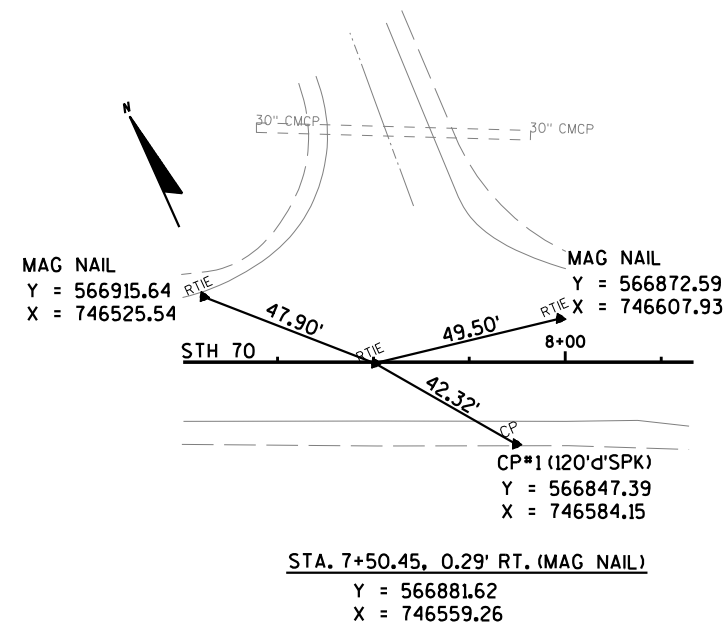 N
30" CMCP
30" CMCP
MAG NAIL
Y = 566915.64
X = 746525.54
RTIE
MAG NAIL
Y = 566872.59
X = 746607.93
RTIE
47.90'
49.50'
8+00
RTIE
STH 70
42.32'
CP
CP#1 (120'd'SPK)
Y = 566847.39
X = 746584.15
STA. 7+50.45, 0.29' RT. (MAG NAIL)
Y = 566881.62
X = 746559.26